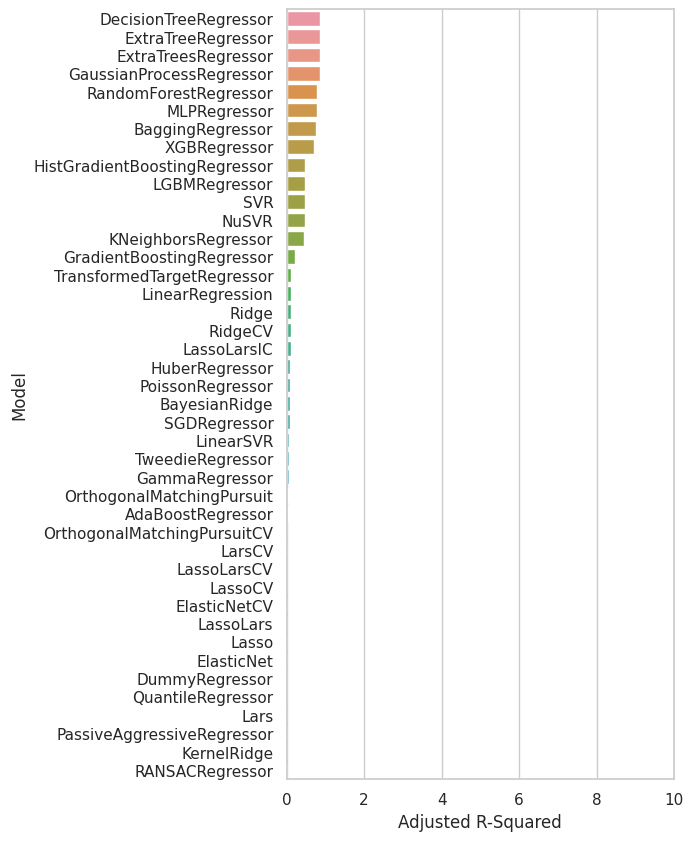 DecisionTreeRegressor
ExtraTreeRegressor
ExtraTreesRegressor
GaussianProcessRegressor
RandomForestRegressor
MLPRegressor
BaggingRegressor
XGBRegressor
HistGradientBoostingRegressor
LGBMRegressor
SVR
NuSVR
KNeighborsRegressor
GradientBoostingRegressor
TransformedTargetRegressor
LinearRegression
Ridge
RidgeCV
LassoLarsIC
HuberRegressor
PoissonRegressor
BayesianRidge
SGDRegressor
LinearSVR
TweedieRegressor
GammaRegressor
OrthogonalMatchingPursuit
AdaBoostRegressor
OrthogonalMatchingPursuitCV
LarsCV
LassoLarsCV
LassoCV
ElasticNetCV
LassoLars
Lasso
ElasticNet
DummyRegressor
QuantileRegressor
Lars
PassiveAggressiveRegressor
KernelRidge
RANSACRegressor
Model
0 2 4 6 8 10
Adjusted R-Squared